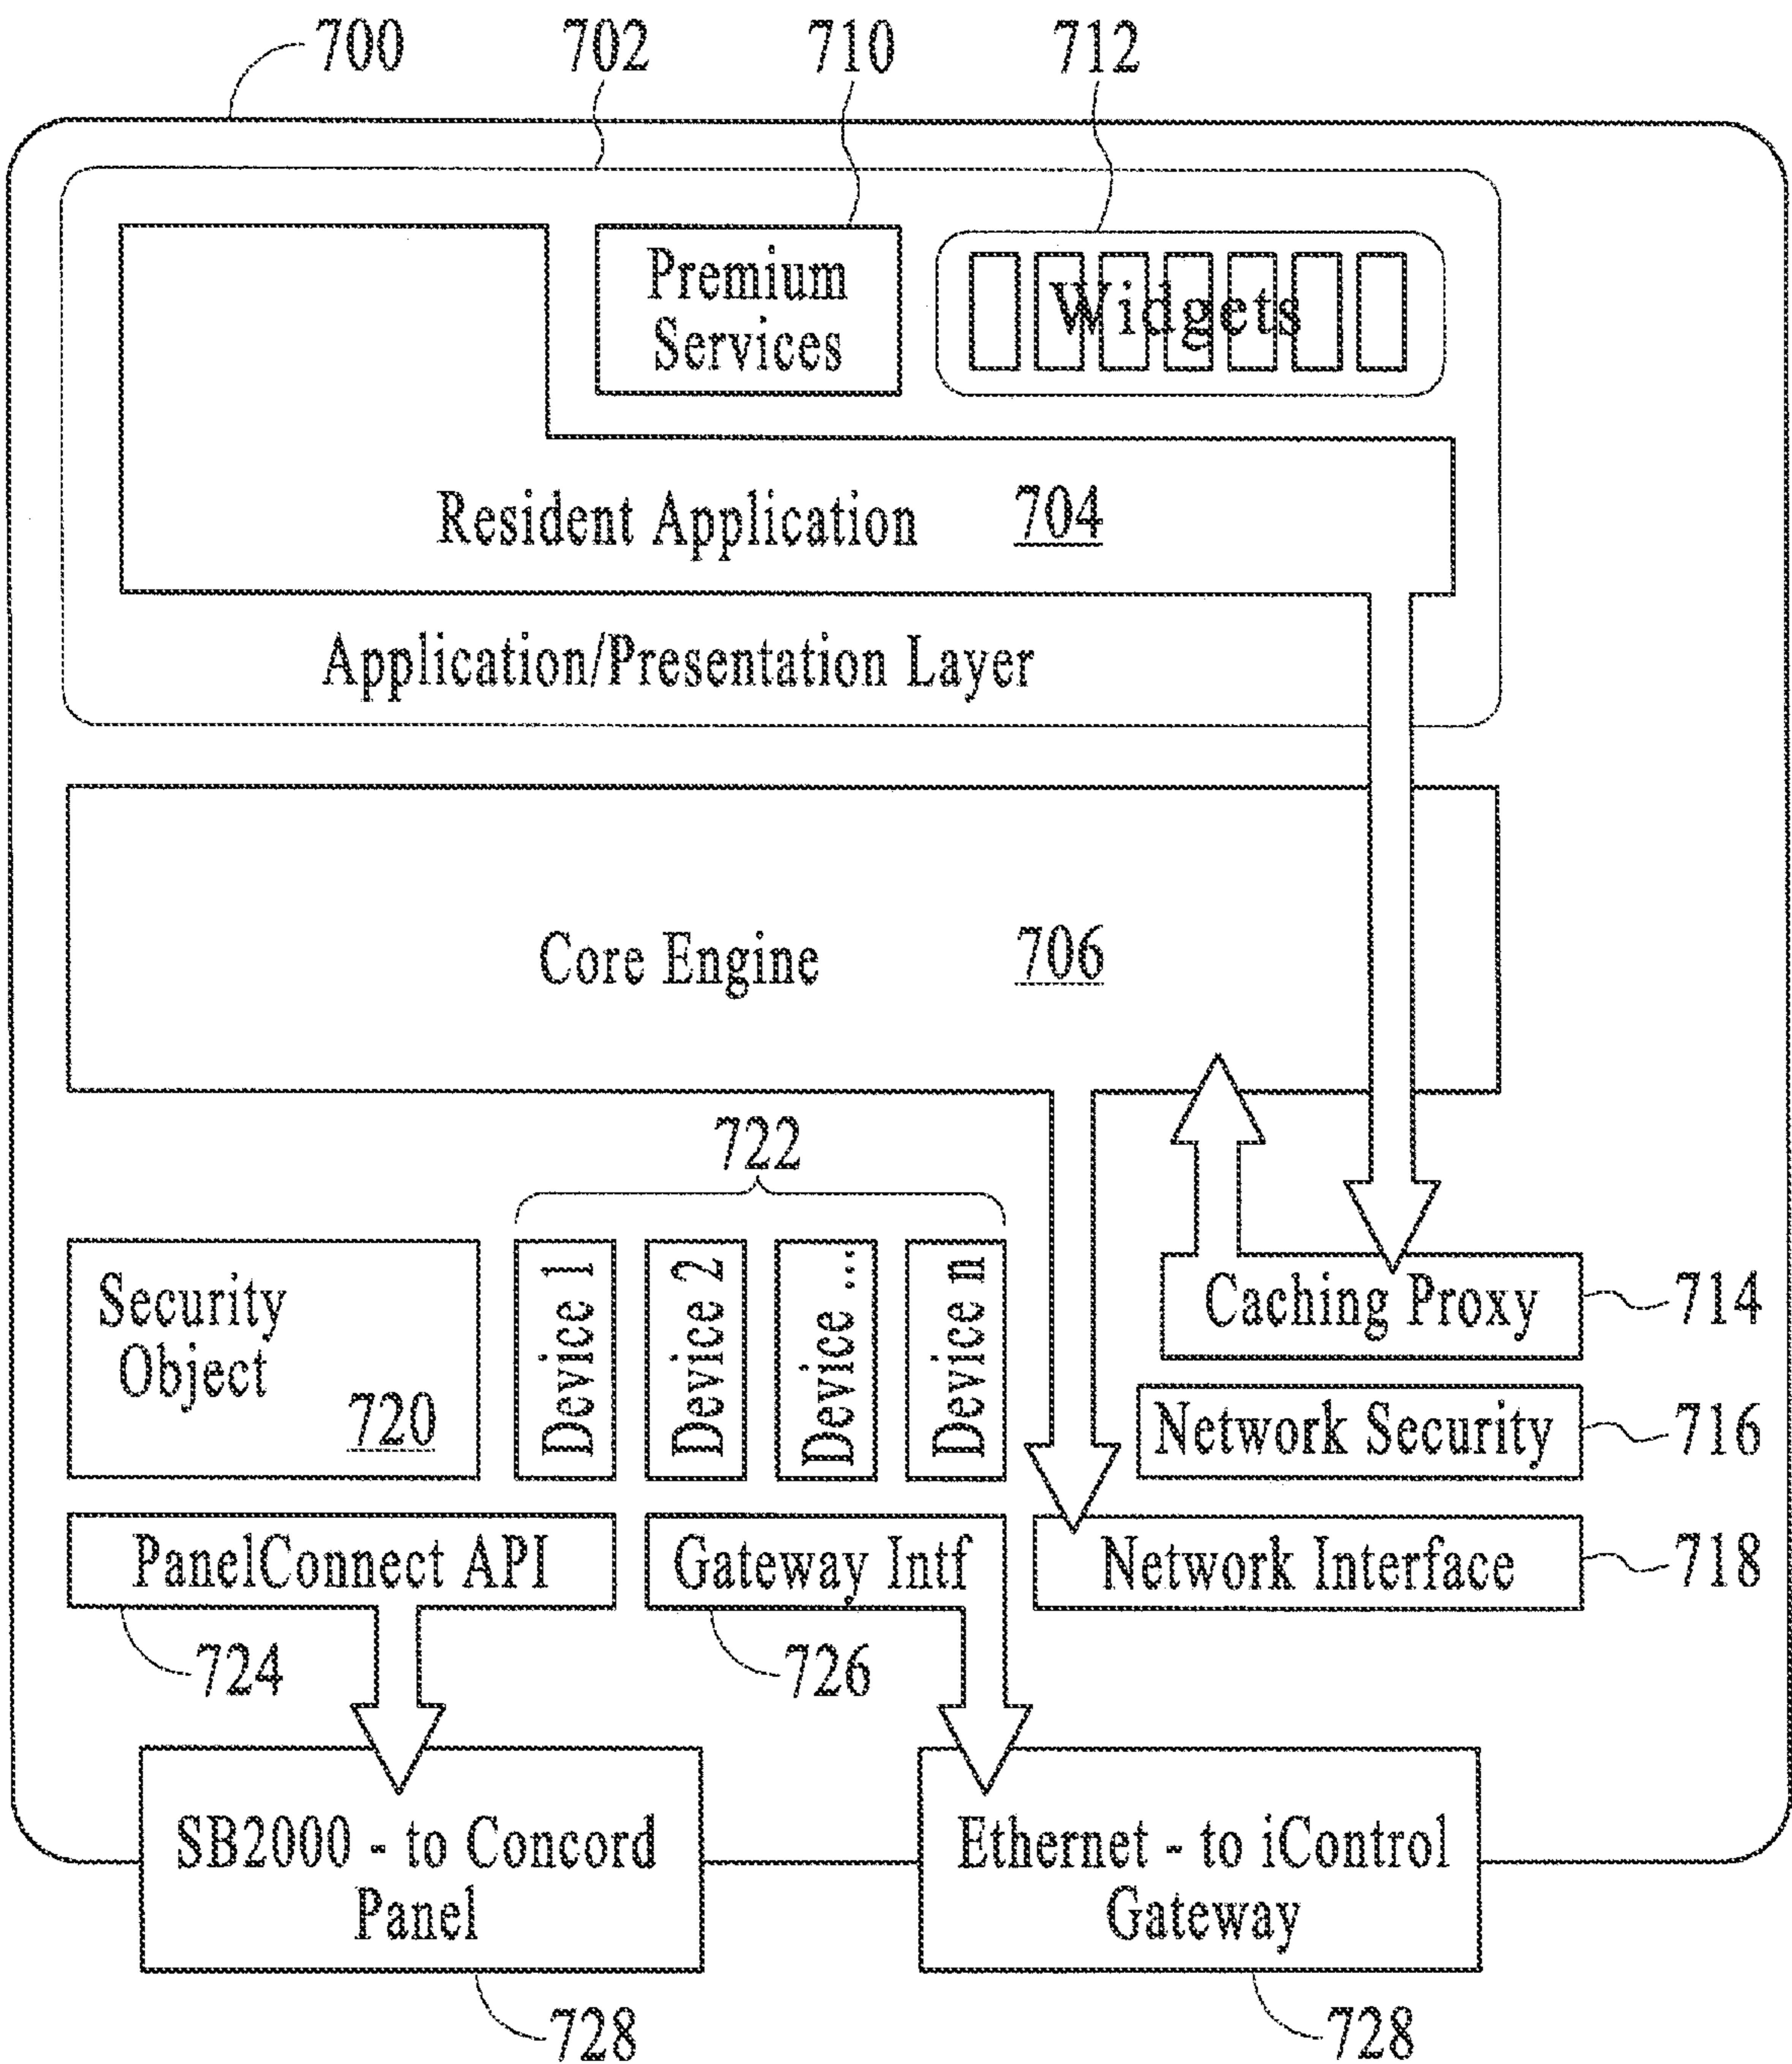 700
702
710
712
Premium
Services
Widgets
Resident Application 704
Application/Presentation Layer
Core Engine 706
722
Security
Object
720
Device 1
Device 2
Device ...
Device n
Caching Proxy
714
Network Security
716
PanelConnect API
Gateway Intf
Network Interface
718
724
726
SB2000 - to Concord
Panel
Ethernet - to iControl
Gateway
728
728